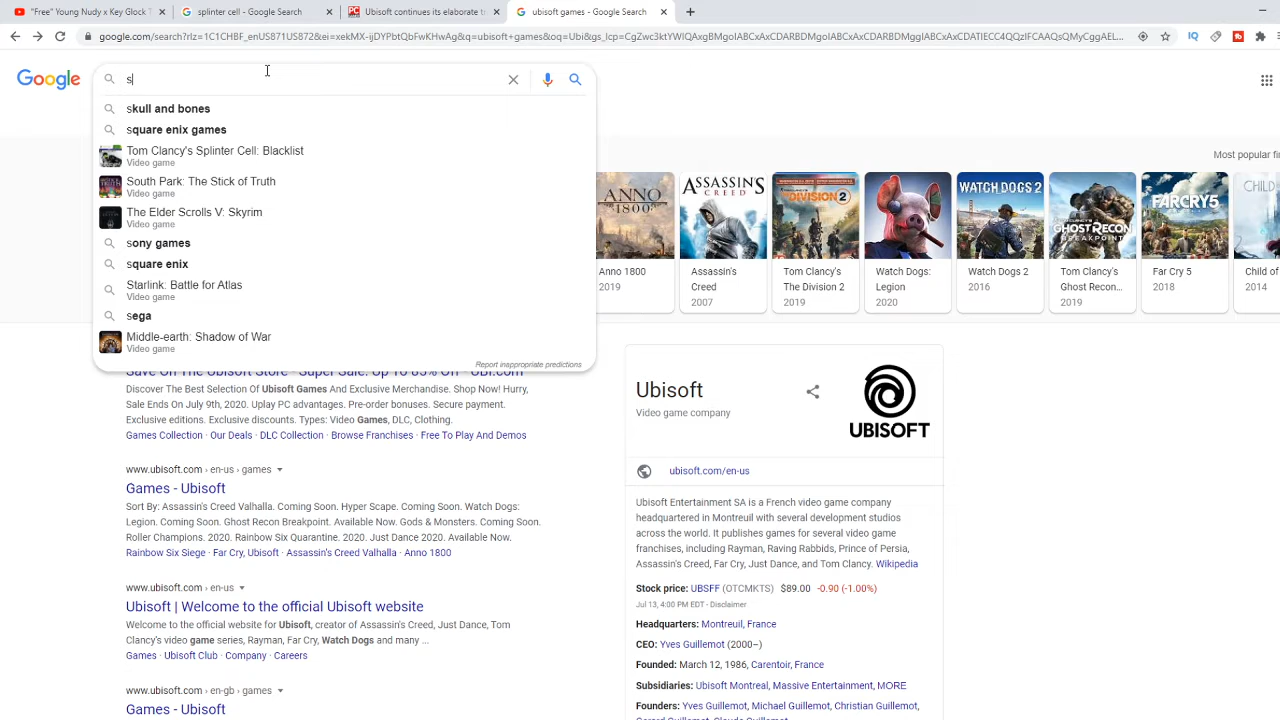 "Free" Young Nudy x Key Glock T
splinter cell - Google Search
Ubisoft continues its elaborate t
ubisoft games - Google Search
google.com/search?rlz=1C1CHBF_enUS871US872&ei=xekMX-ijDYPbtQbFwKHwAg&q=ubisoft+games&oq=Ubi&gs_lcp=CgZwc3ktYWIQAxgBMgoIABCxAxCDARBDMgoIABCxAxCDARBDMggIABCxAxCDATIECC4QQzIFCAAQsQMyCggAEL...
Google
s
skull and bones
square enix games
Tom Clancy's Splinter Cell: Blacklist
Video game
South Park: The Stick of Truth
Video game
The Elder Scrolls V: Skyrim
Video game
sony games
square enix
Starlink: Battle for Atlas
Video game
sega
Middle-earth: Shadow of War
Video game
Report inappropriate predictions
Most popular fi
ANNO
1800
ASSASSIN'S
CREED
DIVISION 2
WATCH DOGS 2
Tom Clancy's
GHOST RECON
BREAKPOINT
FARCRY5
CHILD
Anno 1800
2019
Assassin's
Creed
2007
Tom Clancy's
The Division 2
2019
Watch Dogs:
Legion
2020
Watch Dogs 2
2016
Tom Clancy's
Ghost Recon...
2019
Far Cry 5
2018
Child of
2014
Save On The Ubisoft Store - Super Sale: Up To 85% Off - UBI.com
Discover The Best Selection Of Ubisoft Games And Exclusive Merchandise. Shop Now! Hurry,
Sale Ends On July 9th, 2020. Uplay PC advantages. Pre-order bonuses. Secure payment.
Exclusive editions. Exclusive discounts. Types: Video Games, DLC, Clothing.
Games Collection · Our Deals · DLC Collection · Browse Franchises · Free To Play And Demos
www.ubisoft.com › en-us › games
Games - Ubisoft
Sort By: Assassin's Creed Valhalla. Coming Soon. Hyper Scape. Coming Soon. Watch Dogs:
Legion. Coming Soon. Ghost Recon Breakpoint. Available Now. Gods & Monsters. Coming Soon.
Roller Champions. 2020. Rainbow Six Quarantine. 2020. Just Dance 2020. Available Now.
Rainbow Six Siege · Far Cry, Ubisoft · Assassin's Creed Valhalla · Anno 1800
www.ubisoft.com › en-us
Ubisoft | Welcome to the official Ubisoft website
Welcome to the official website for Ubisoft, creator of Assassin's Creed, Just Dance, Tom
Clancy's video game series, Rayman, Far Cry, Watch Dogs and many ...
Games · Ubisoft Club · Company · Careers
www.ubisoft.com › en-gb › games
Games - Ubisoft
Ubisoft
Video game company
UBISOFT
ubisoft.com/en-us
Ubisoft Entertainment SA is a French video game company
headquartered in Montreuil with several development studios
across the world. It publishes games for several video game
franchises, including Rayman, Raving Rabbids, Prince of Persia,
Assassin's Creed, Far Cry, Just Dance, and Tom Clancy. Wikipedia
Stock price: UBSFF (OTCMKTS) $89.00 -0.90 (-1.00%)
Jul 13, 4:00 PM EDT - Disclaimer
Headquarters: Montreuil, France
CEO: Yves Guillemot (2000–)
Founded: March 12, 1986, Carentoir, France
Subsidiaries: Ubisoft Montreal, Massive Entertainment, MORE
Founders: Yves Guillemot, Michael Guillemot, Christian Guillemot,
Gerard Guillemot, Claude Guillemot